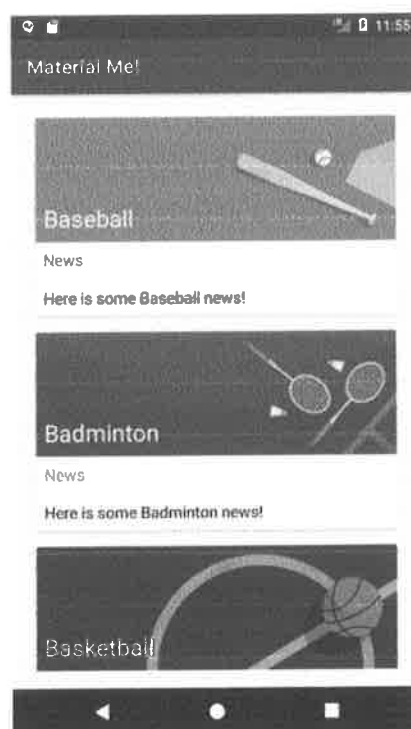 11:55
Material Me!
Baseball
News
Here is some Baseball news!
Badminton
News
Here is some Badminton news!
Basketball